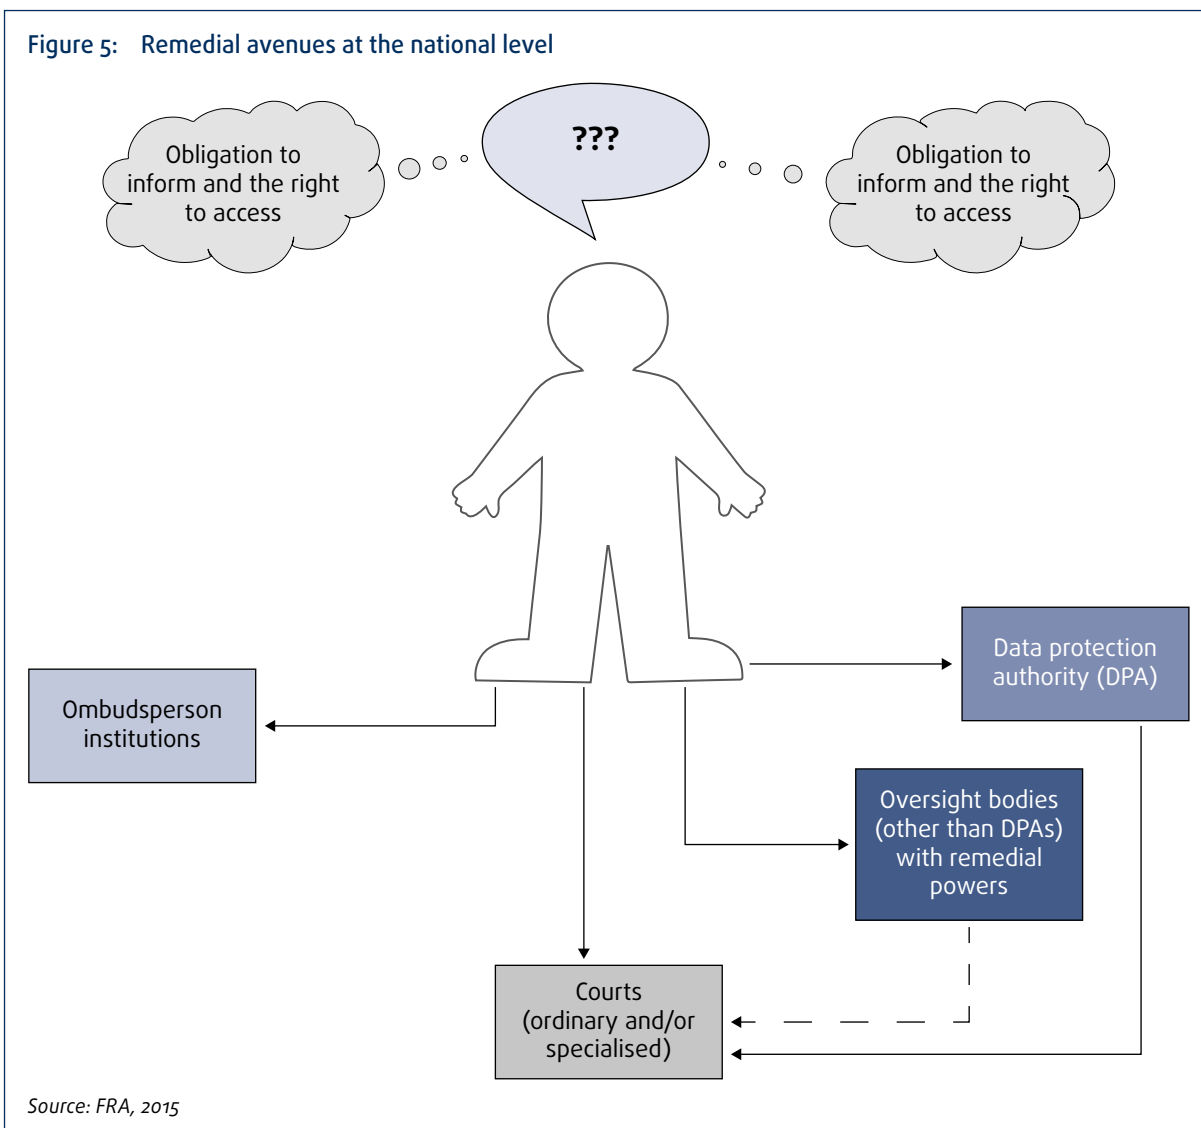 Figure 5: Remedial avenues at the national level
???
Obligation to
inform and the right
to access
Obligation to
inform and the right
to access
Data protection
authority (DPA)
Ombudsperson
institutions
Oversight bodies
(other than DPAs)
with remedial
powers
Courts
(ordinary and/or
specialised)
Source: FRA, 2015